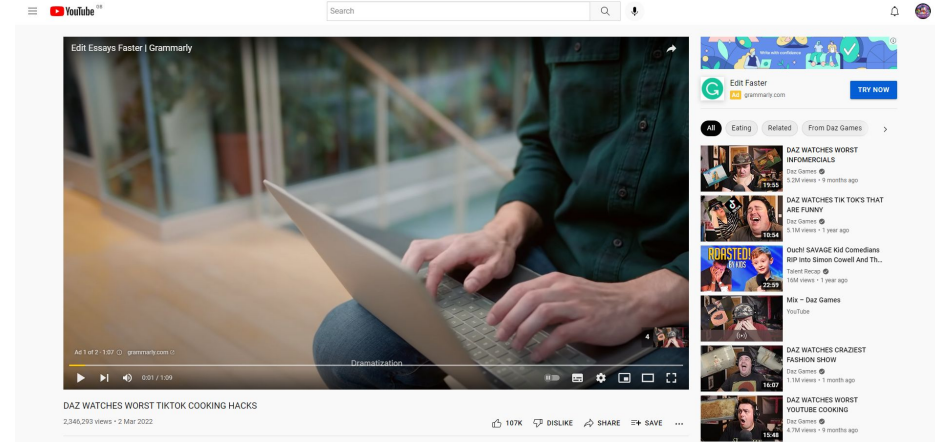 YouTube GB
Search
Edit Essays Faster | Grammarly
4
Ad 1 of 2 · 1:07 grammarly.com
Dramatization
0:01 / 1:09
DAZ WATCHES WORST TIKTOK COOKING HACKS
2,346,293 views • 2 Mar 2022
107K DISLIKE SHARE SAVE ...
Write with confidence
Edit Faster
Ad grammarly.com
TRY NOW
All Eating Related From Daz Games
19:55
DAZ WATCHES WORST
INFOMERCIALS
Daz Games
5.2M views • 9 months ago
10:54
DAZ WATCHES TIK TOK'S THAT
ARE FUNNY
Daz Games
5.1M views • 1 year ago
ROASTED!
BY KIDS
22:59
Ouch! SAVAGE Kid Comedians
RIP Into Simon Cowell And Th...
Talent Recap
16M views • 1 year ago
Mix – Daz Games
YouTube
16:07
DAZ WATCHES CRAZIEST
FASHION SHOW
Daz Games
1.1M views • 1 month ago
15:48
DAZ WATCHES WORST
YOUTUBE COOKING
Daz Games
4.7M views • 9 months ago